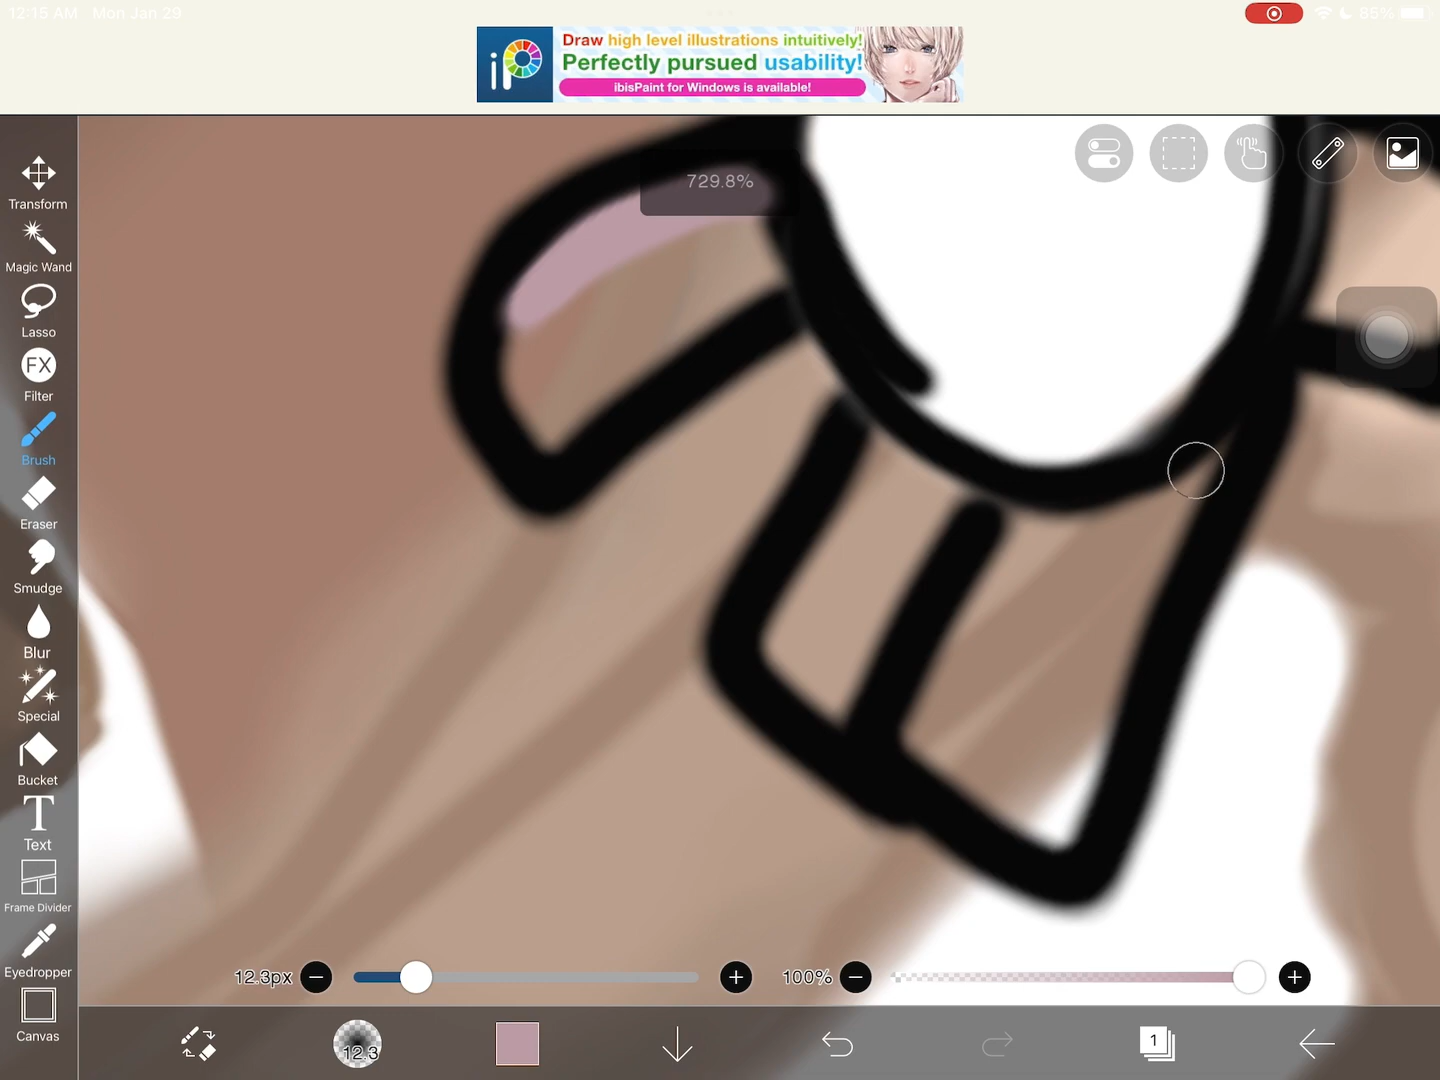 12:15 AM Mon Jan 29
85%
iP
Draw high level illustrations intuitively!
Perfectly pursued usability!
ibisPaint for Windows is available!
729.8%
Transform
Magic Wand
Lasso
FX
Filter
Brush
Eraser
Smudge
Blur
Special
Bucket
T
Text
Frame Divider
Eyedropper
Canvas
12.3px
100%
12.3
1